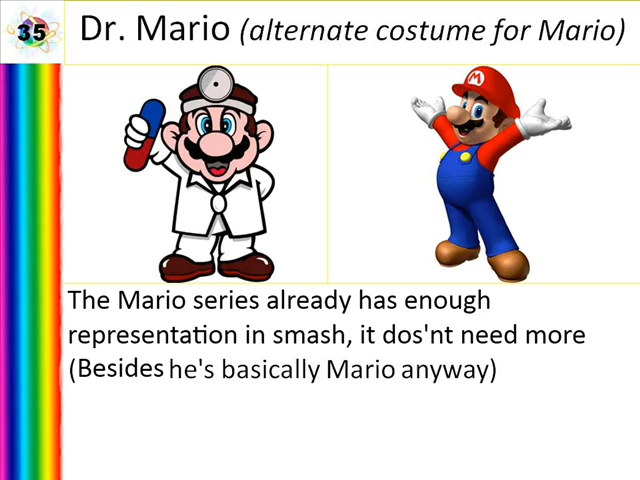 35
Dr. Mario (alternate costume for Mario)
M
The Mario series already has enough
representation in smash, it dos'nt need more
(Besides he's basically Mario anyway)